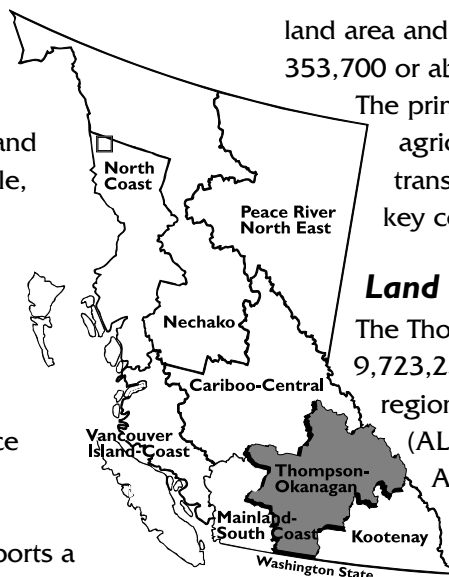 land area and
353,700 or ab
The prin
agric
trans
key co
Land
The Tho
9,723,2
region
(AL
A
and
le,
ce
ports a
North
Coast
Peace River
North East
Nechako
Cariboo-Central
Vancouver
Island-Coast
Thompson-
Okanagan
Mainland-
South Coast
Kootenay
Washington State